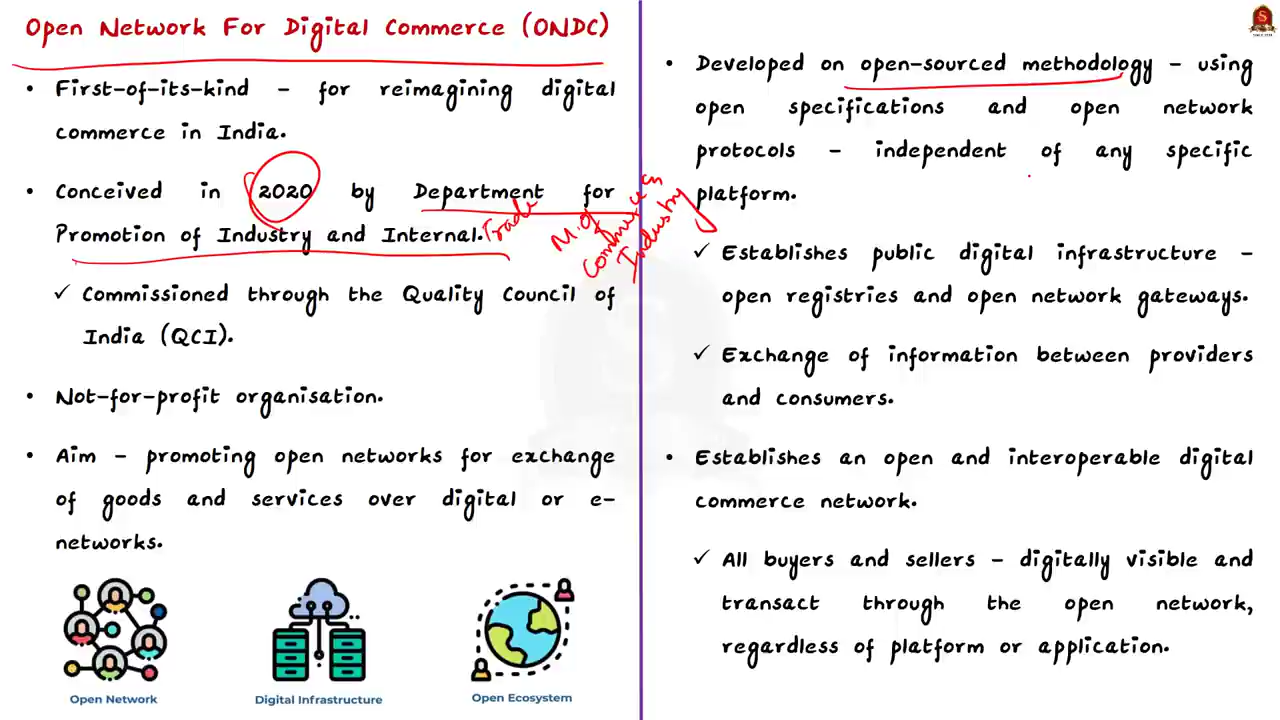 Open Network For Digital Commerce (ONDC)
• First-of-its-kind – for reimagining digital
commerce in India.
• Conceived in 2020 by Department for
Promotion of Industry and Internal.
Trade
M. of
Commerce &
Industry
✓ Commissioned through the Quality Council of
India (QCI).
• Not-for-profit organisation.
• Aim – promoting open networks for exchange
of goods and services over digital or e-
networks.
Open Network
Digital Infrastructure
Open Ecosystem
• Developed on open-sourced methodology – using
open specifications and open network
protocols – independent of any specific
platform.
✓ Establishes public digital infrastructure –
open registries and open network gateways.
✓ Exchange of information between providers
and consumers.
• Establishes an open and interoperable digital
commerce network.
✓ All buyers and sellers – digitally visible and
transact through the open network,
regardless of platform or application.